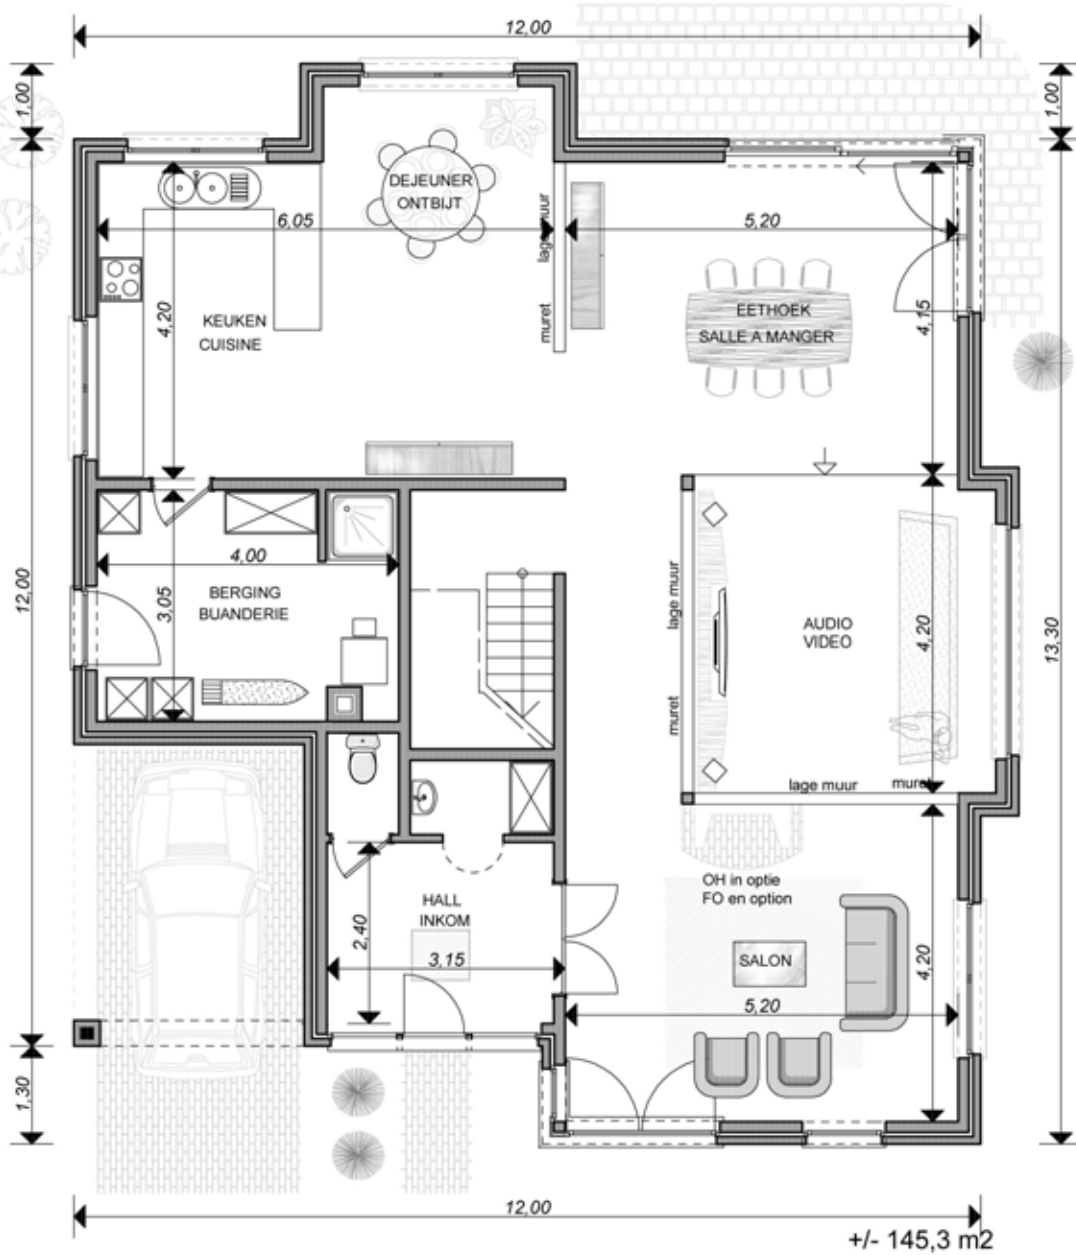 12,00
1,00
1,00
DEJEUNER
ONTBIJT
6,05
lage muur
muret
5,20
4,20
KEUKEN
CUISINE
EETHOEK
SALLE A MANGER
4,15
12,00
4,00
3,05
BERGING
BUANDERIE
lage muur
muret
AUDIO
VIDEO
4,20
13,30
lage muur
muret
OH in optie
FO en option
HALL
INKOM
2,40
3,15
SALON
4,20
5,20
1,30
12,00
+/- 145,3 m2